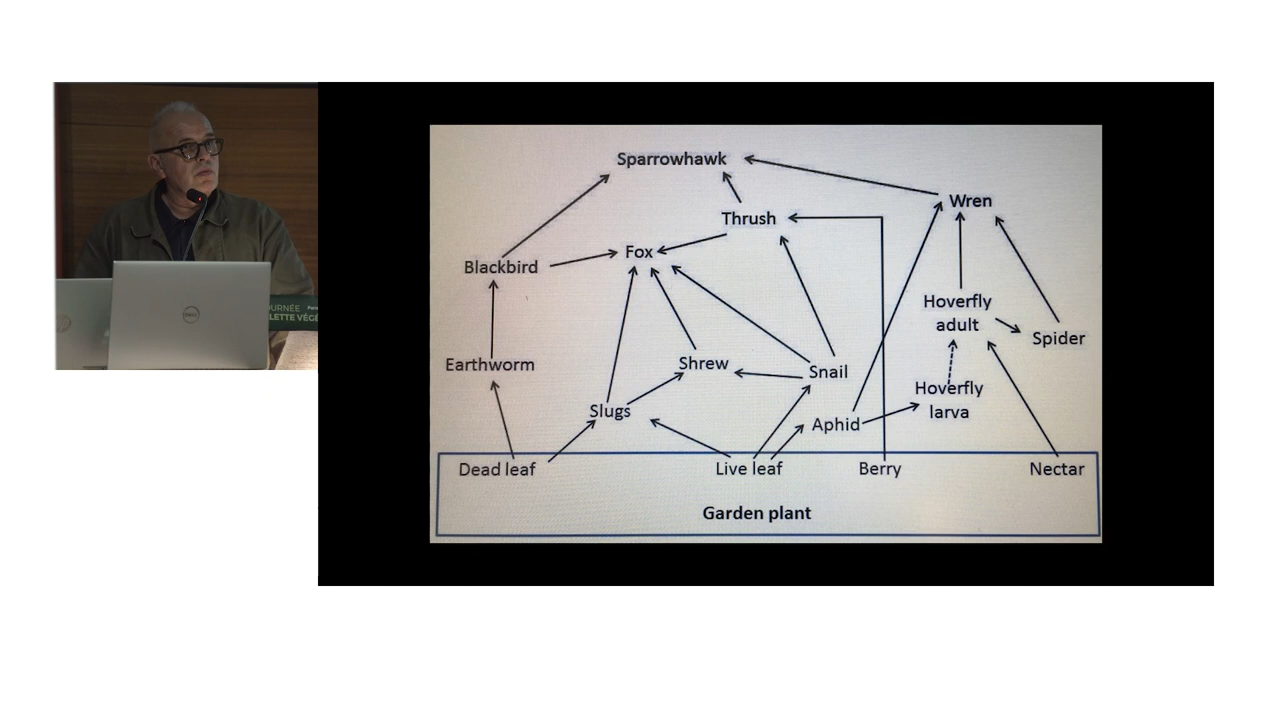 Sparrowhawk
Wren
Thrush
Fox
Blackbird
Hoverfly
adult
Spider
Earthworm
Shrew
Snail
Hoverfly
larva
Slugs
Aphid
Dead leaf
Live leaf
Berry
Nectar
Garden plant
DELL